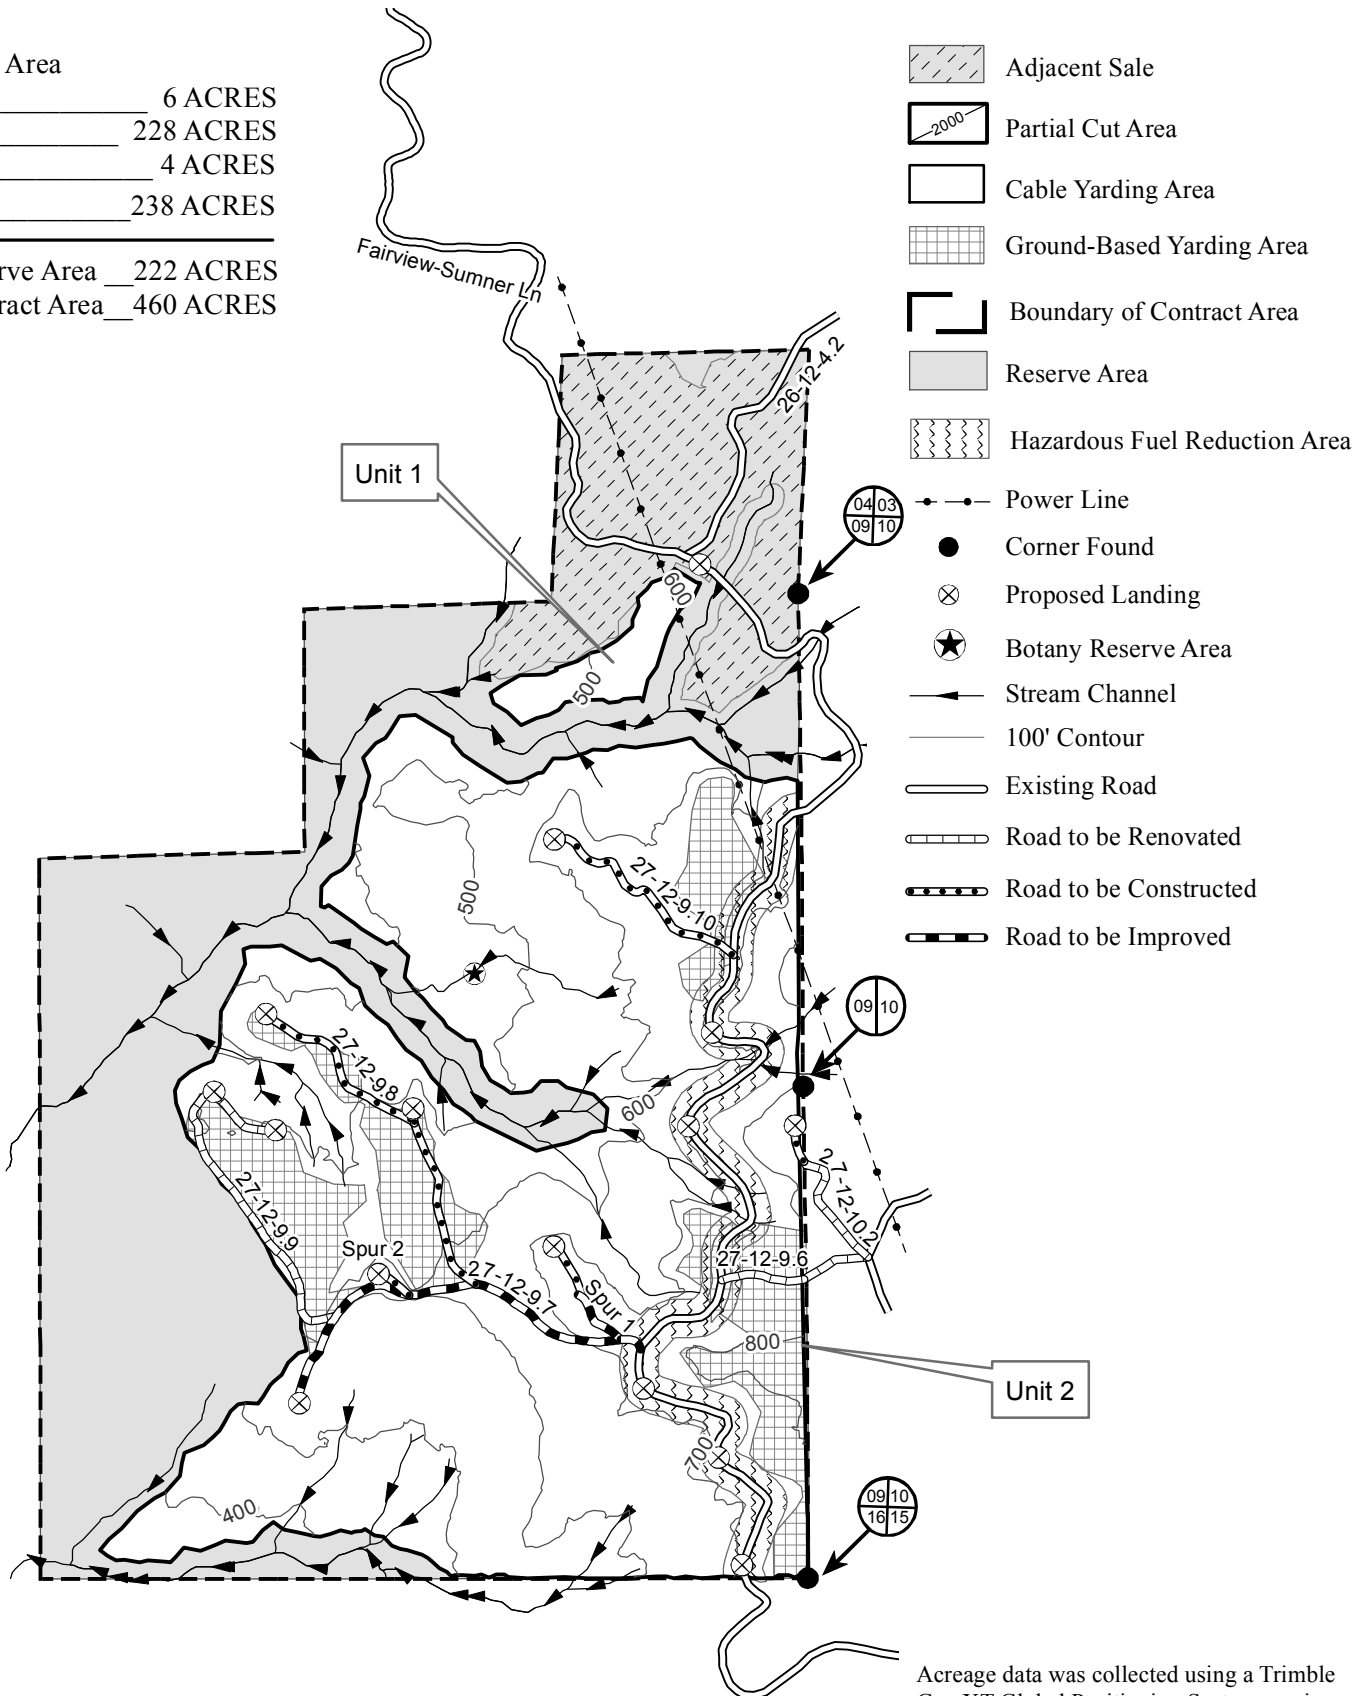 Area
6 ACRES
228 ACRES
4 ACRES
238 ACRES
rve Area __222 ACRES
ract Area__460 ACRES
Adjacent Sale
2000
Partial Cut Area
Cable Yarding Area
Ground-Based Yarding Area
Boundary of Contract Area
Reserve Area
Hazardous Fuel Reduction Area
Power Line
Corner Found
Proposed Landing
Botany Reserve Area
Stream Channel
100' Contour
Existing Road
Road to be Renovated
Road to be Constructed
Road to be Improved
Fairview-Sumner Ln
26-12-4.2
Unit 1
04 03
09 10
600
500
500
27-12-9.10
09 10
27-12-9.8
600
27-12-9.9
2-7-12-10.2
Spur 2
27-12-9.6
27-12-9.7
Spur 1
800
Unit 2
700
400
09 10
16 15
Acreage data was collected using a Trimble